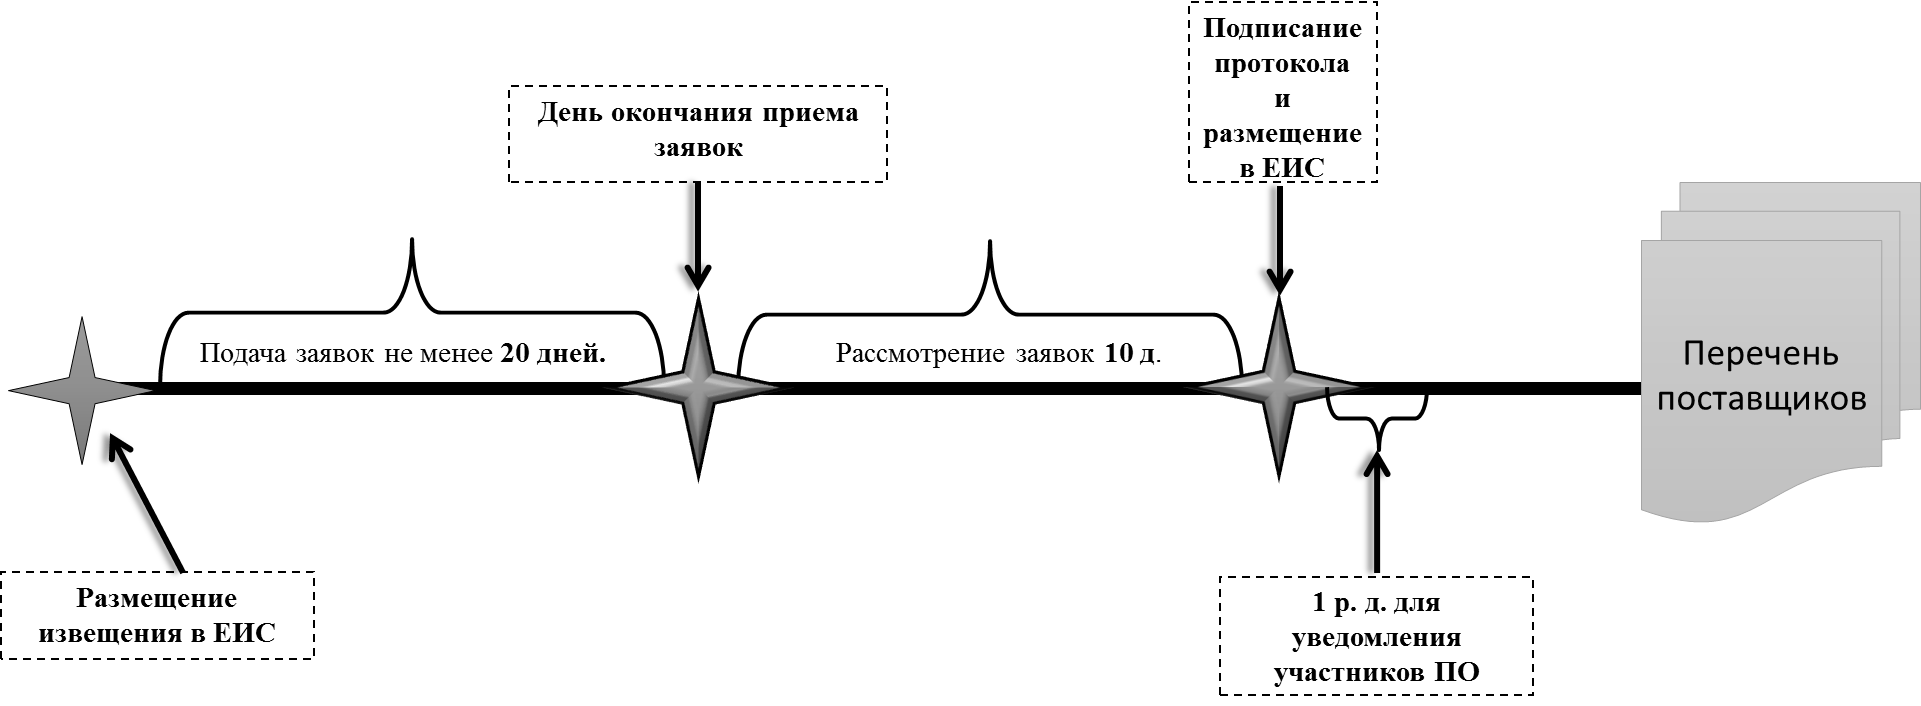 Подписание
протокола
и
размещение
в ЕИС
День окончания приема
заявок
Подача заявок не менее 20 дней.
Рассмотрение заявок 10 д.
Перечень
поставщиков
Размещение
извещения в ЕИС
1 р. д. для
уведомления
участников ПО